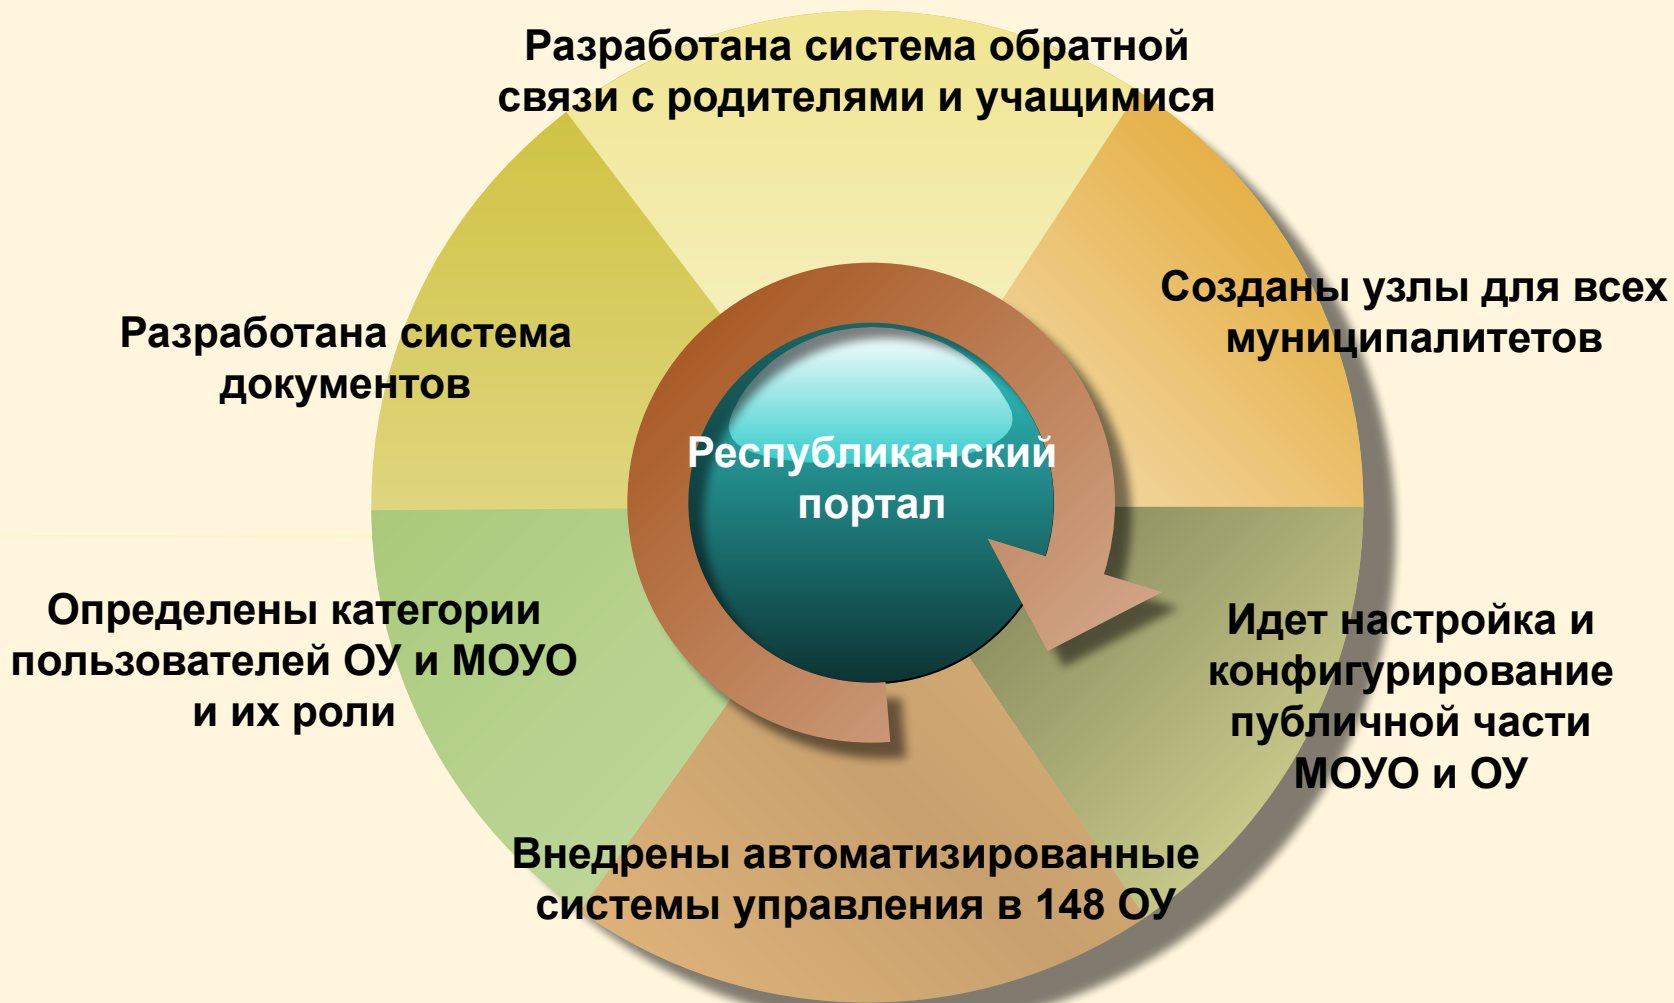 Разработана система обратной
связи с родителями и учащимися
Созданы узлы для всех
муниципалитетов
Разработана система
документов
Республиканский
портал
Определены категории
пользователей ОУ и МОУО
и их роли
Идет настройка и
конфигурирование
публичной части
МОУО и ОУ
Внедрены автоматизированные
системы управления в 148 ОУ